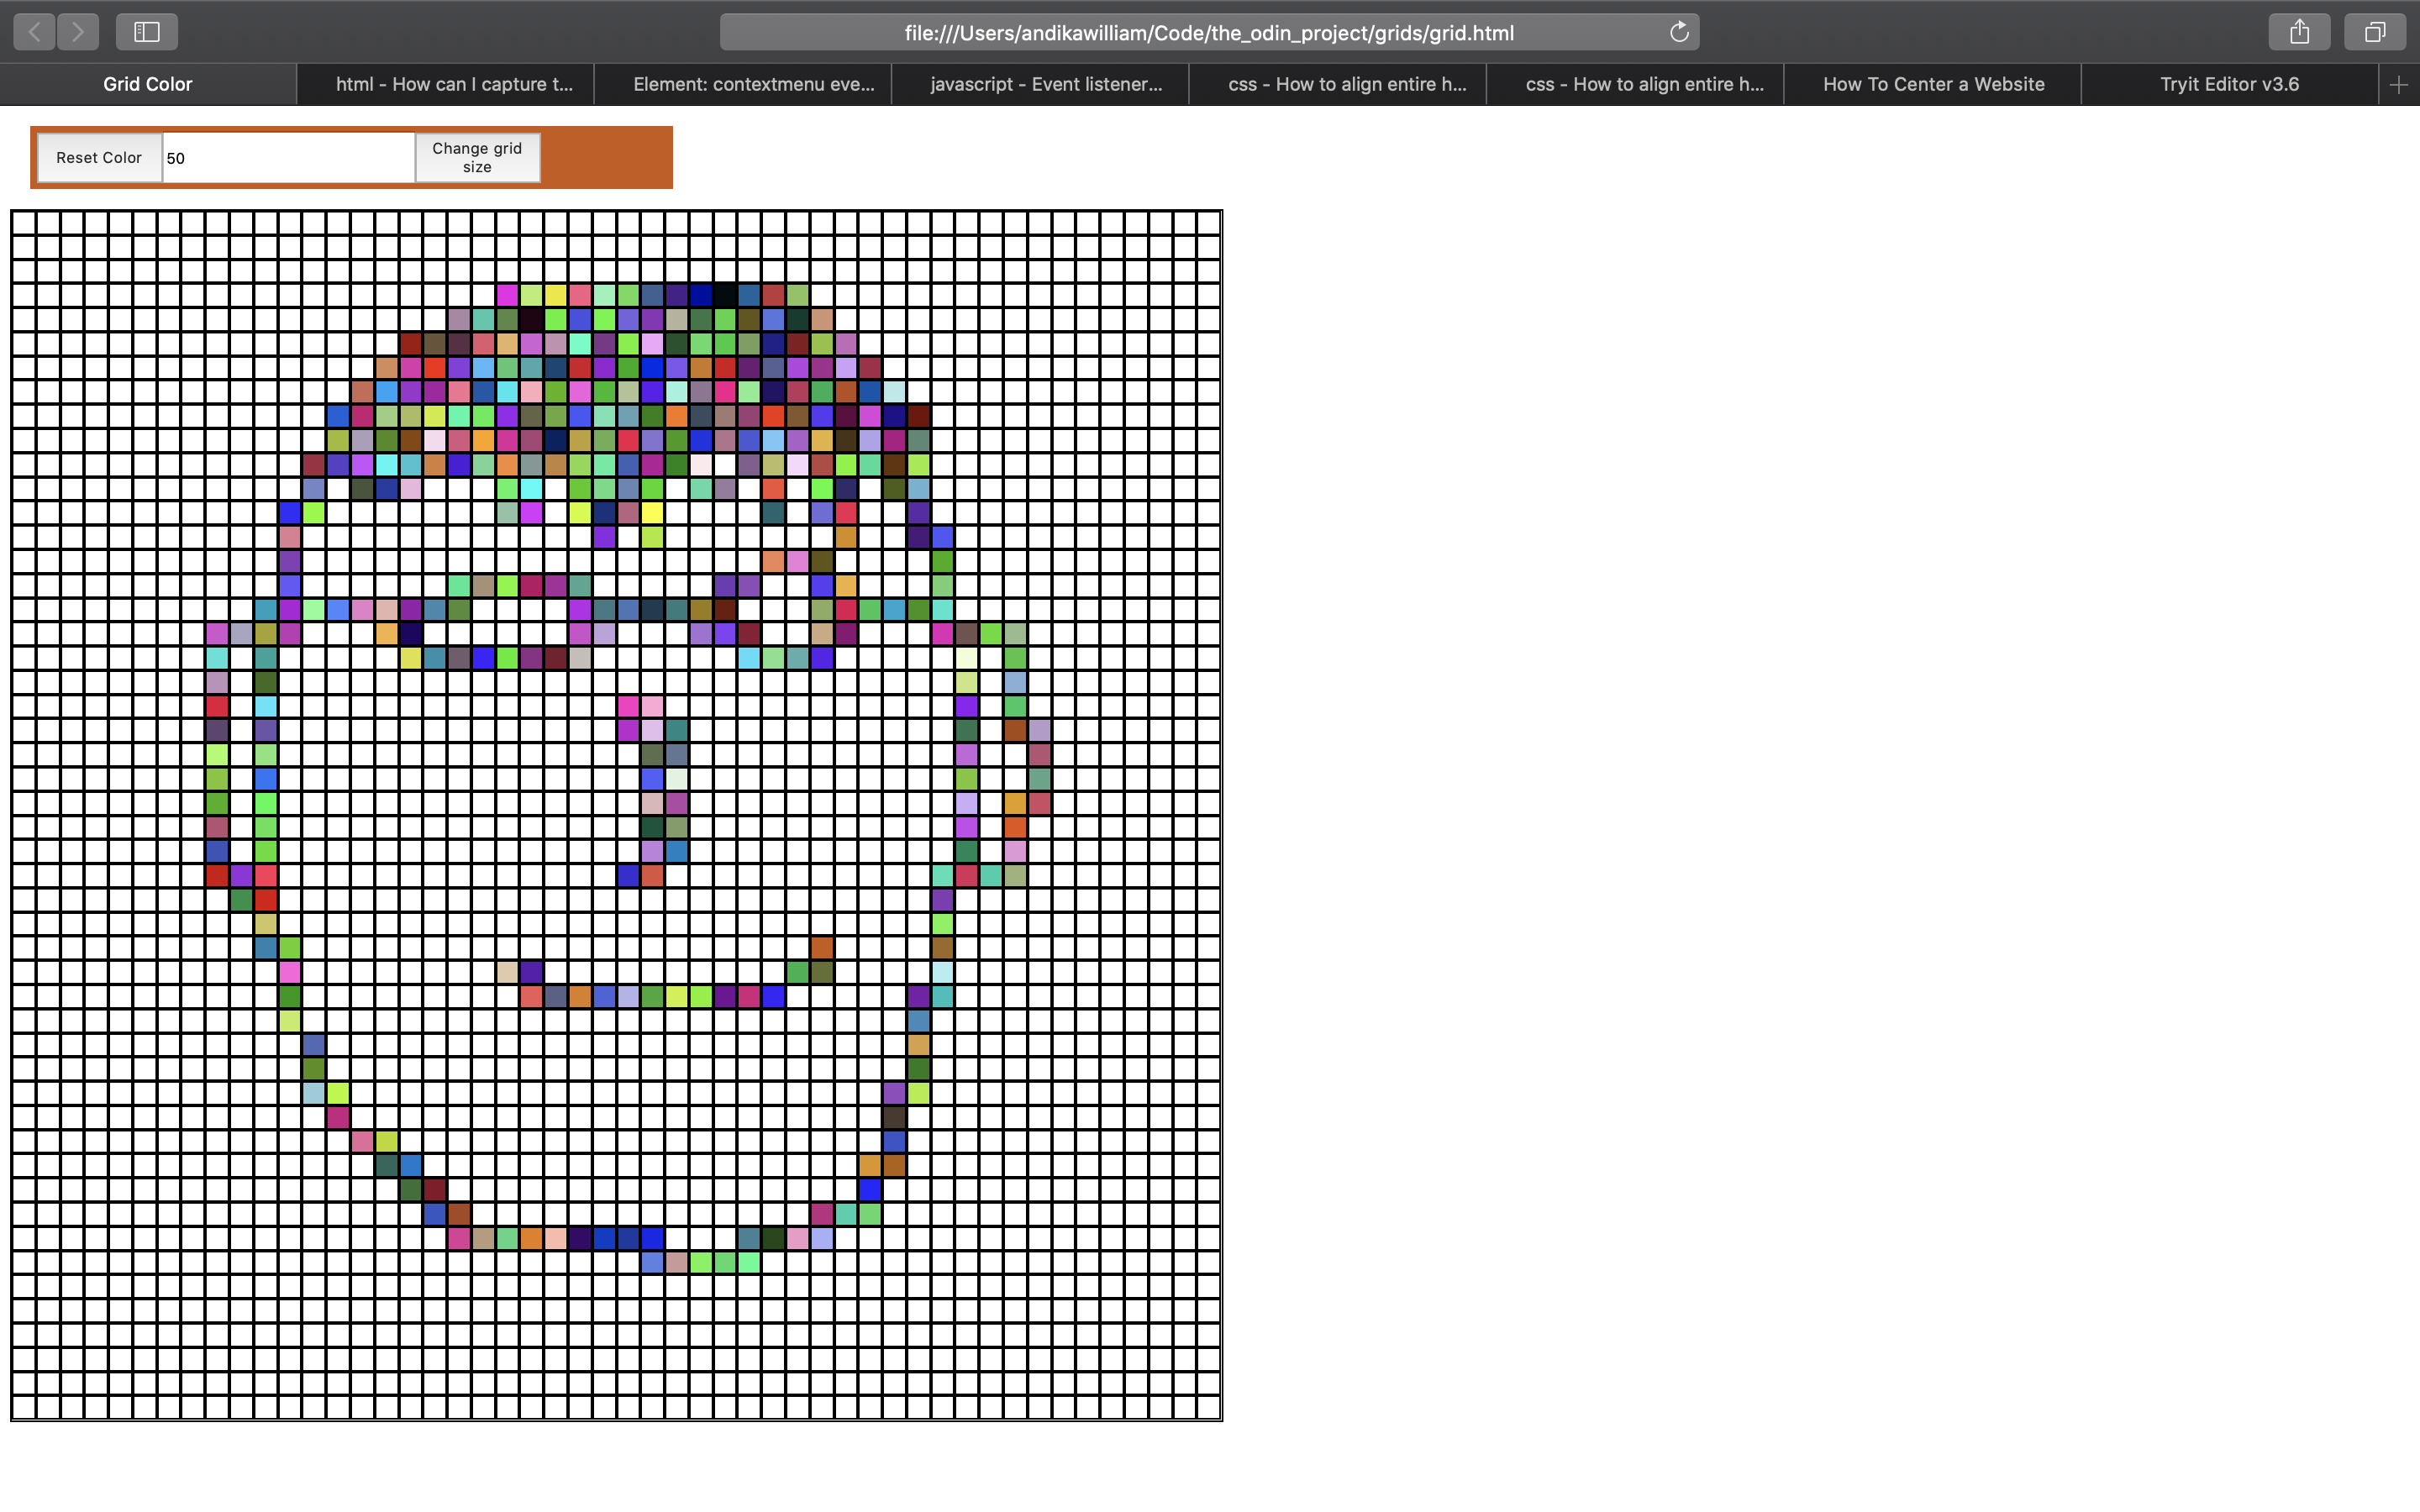 file:///Users/andikawilliam/Code/the_odin_project/grids/grid.html
Grid Color
html - How can I capture t...
Element: contextmenu eve...
javascript - Event listener...
css - How to align entire h...
css - How to align entire h...
How To Center a Website
Tryit Editor v3.6
Reset Color
50
Change grid
size